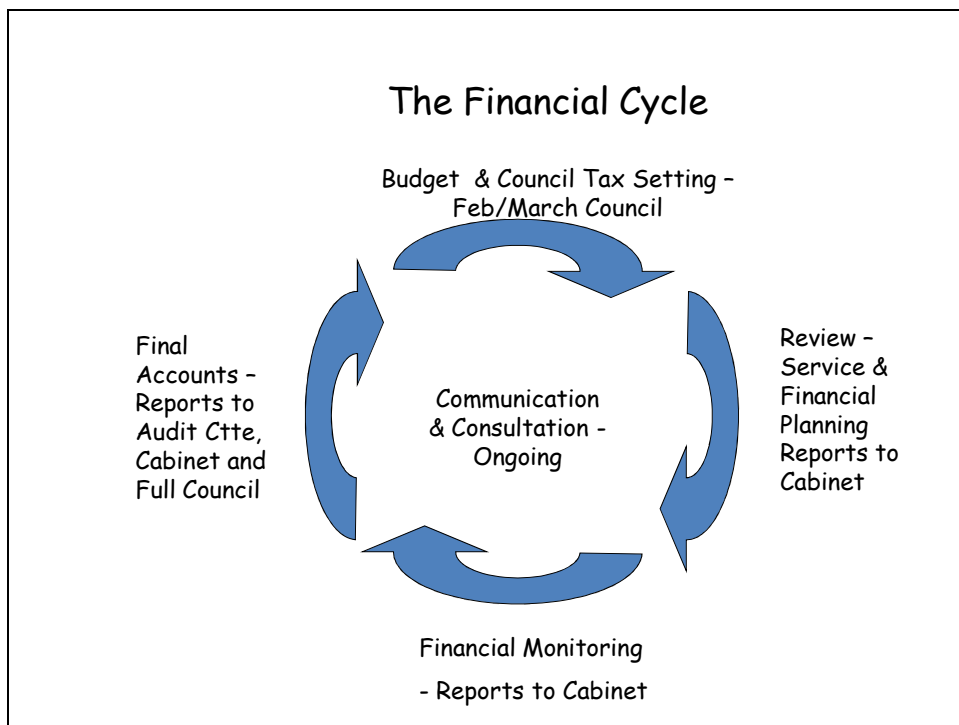 The Financial Cycle
Budget & Council Tax Setting –
Feb/March Council
Review –
Service &
Financial
Planning
Reports to
Cabinet
Financial Monitoring
- Reports to Cabinet
Final
Accounts –
Reports to
Audit Ctte,
Cabinet and
Full Council
Communication
& Consultation -
Ongoing